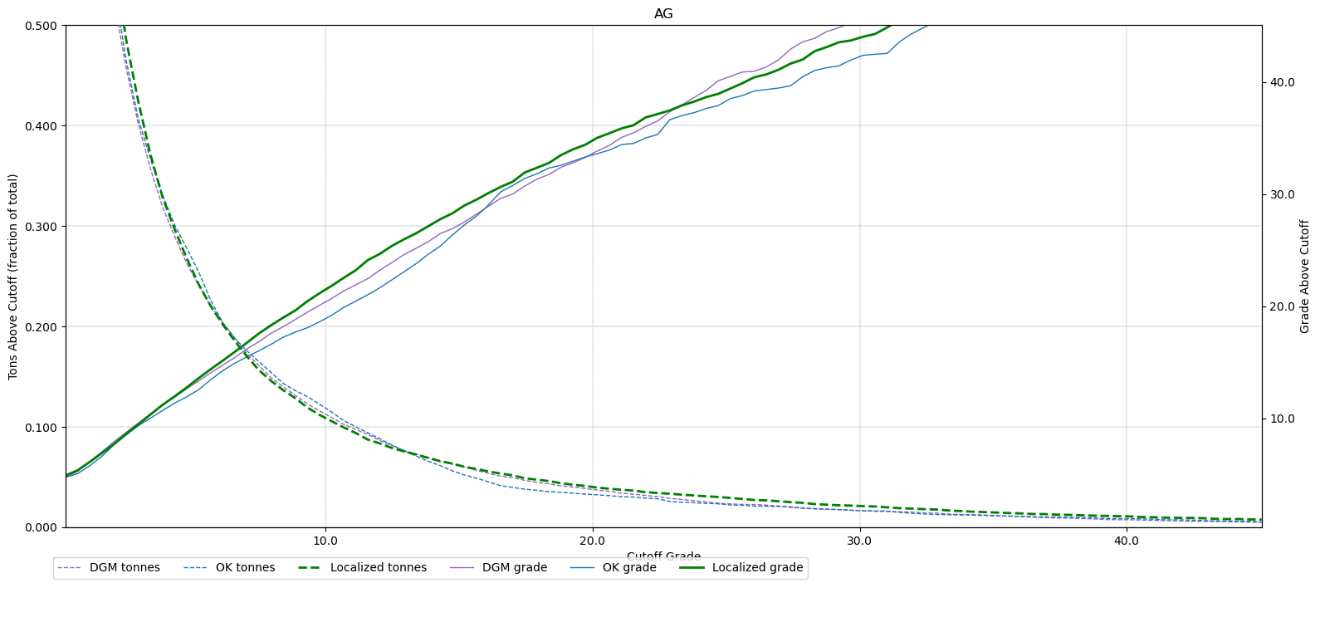 AG
0.500
0.400
0.300
0.200
0.100
0.000
Tons Above Cutoff (fraction of total)
40.0
30.0
20.0
10.0
Grade Above Cutoff
10.0 20.0 30.0 40.0
Cutoff Grade
DGM tonnes OK tonnes Localized tonnes DGM grade OK grade Localized grade